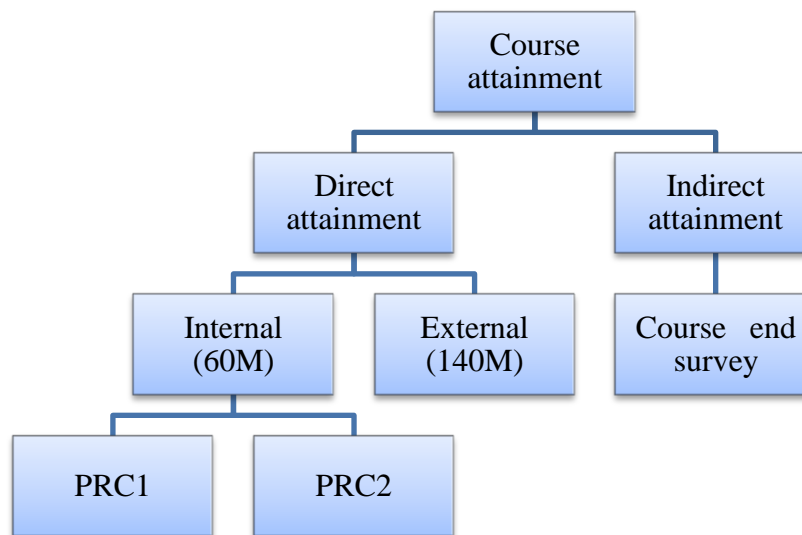 Course
attainment
Direct
attainment
Indirect
attainment
Internal
(60M)
External
(140M)
Course end
survey
PRC1
PRC2